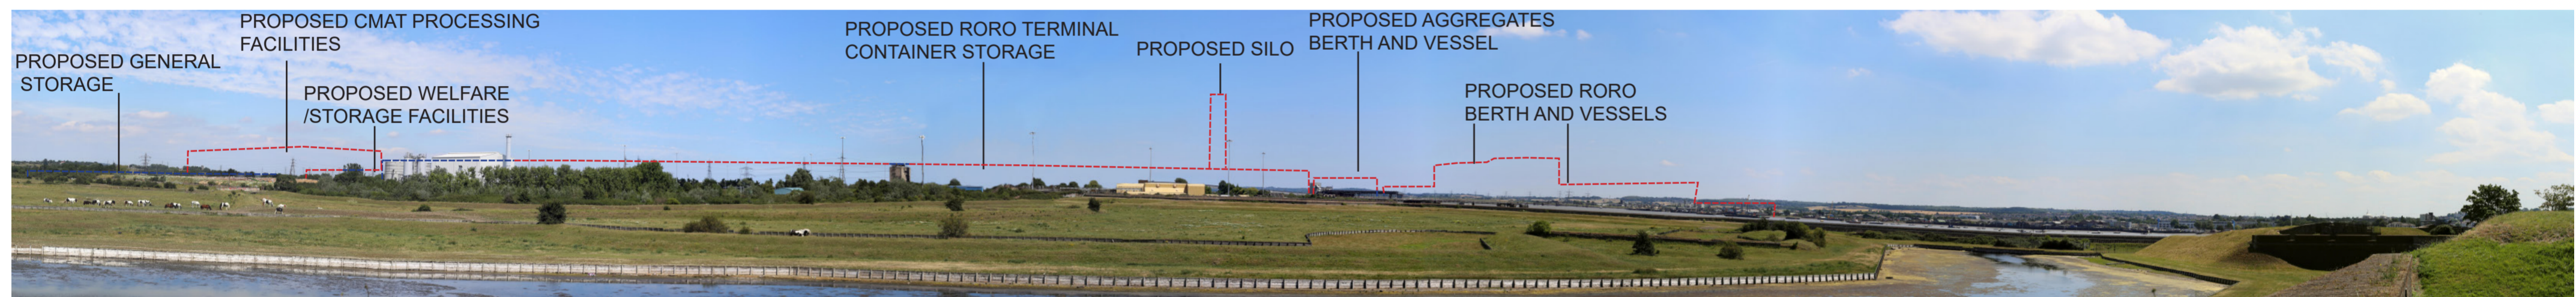 PROPOSED GENERAL
STORAGE
PROPOSED CMAT PROCESSING
FACILITIES
PROPOSED WELFARE
/STORAGE FACILITIES
PROPOSED RORO TERMINAL
CONTAINER STORAGE
PROPOSED SILO
PROPOSED AGGREGATES
BERTH AND VESSEL
PROPOSED RORO
BERTH AND VESSELS